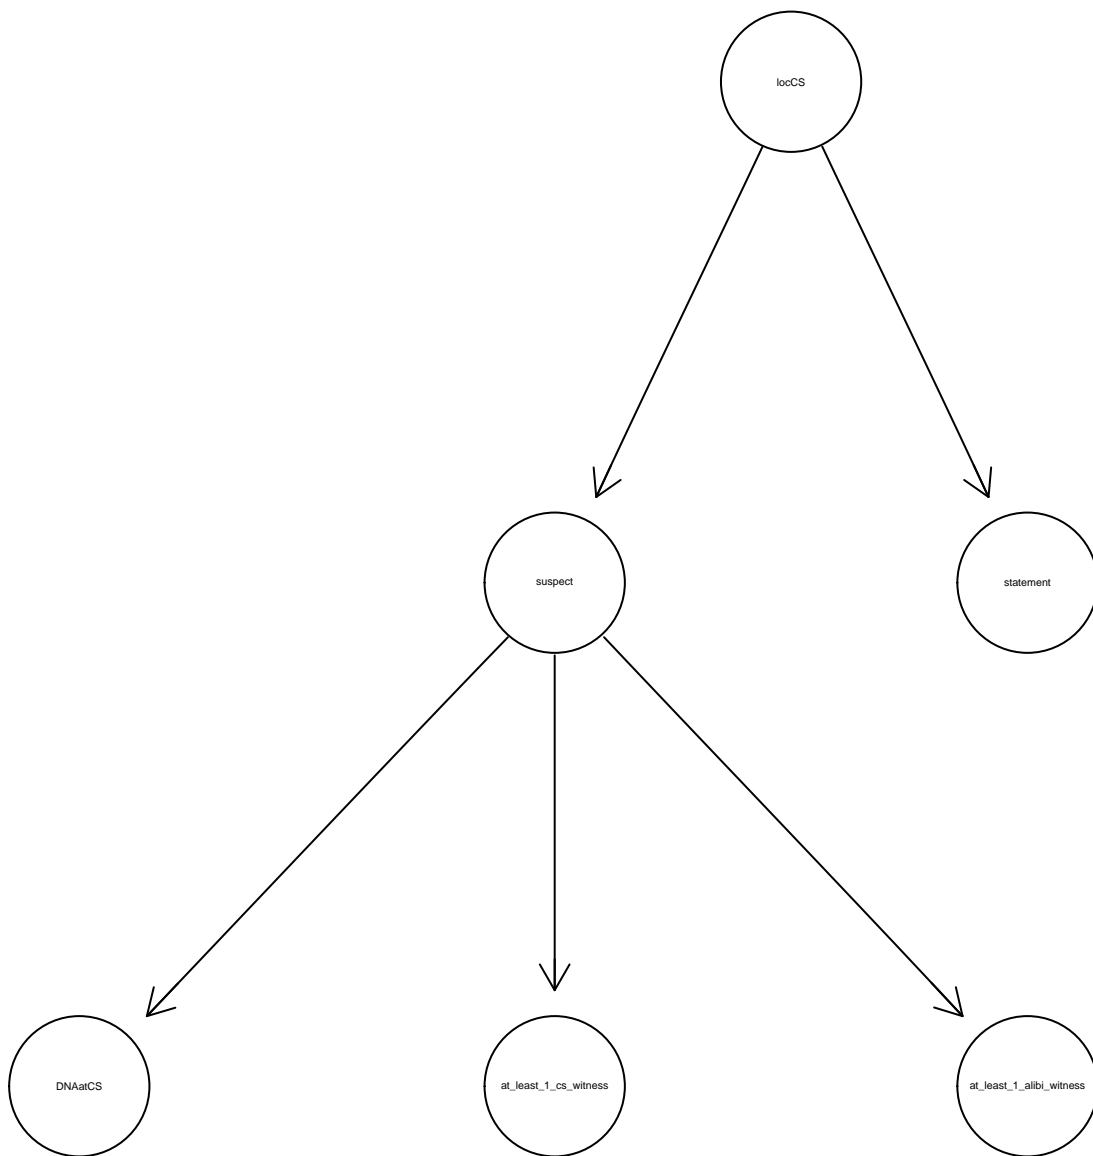 locCS
suspect
statement
DNAatCS
at_least_1_cs_witness
at_least_1_alibi_witness